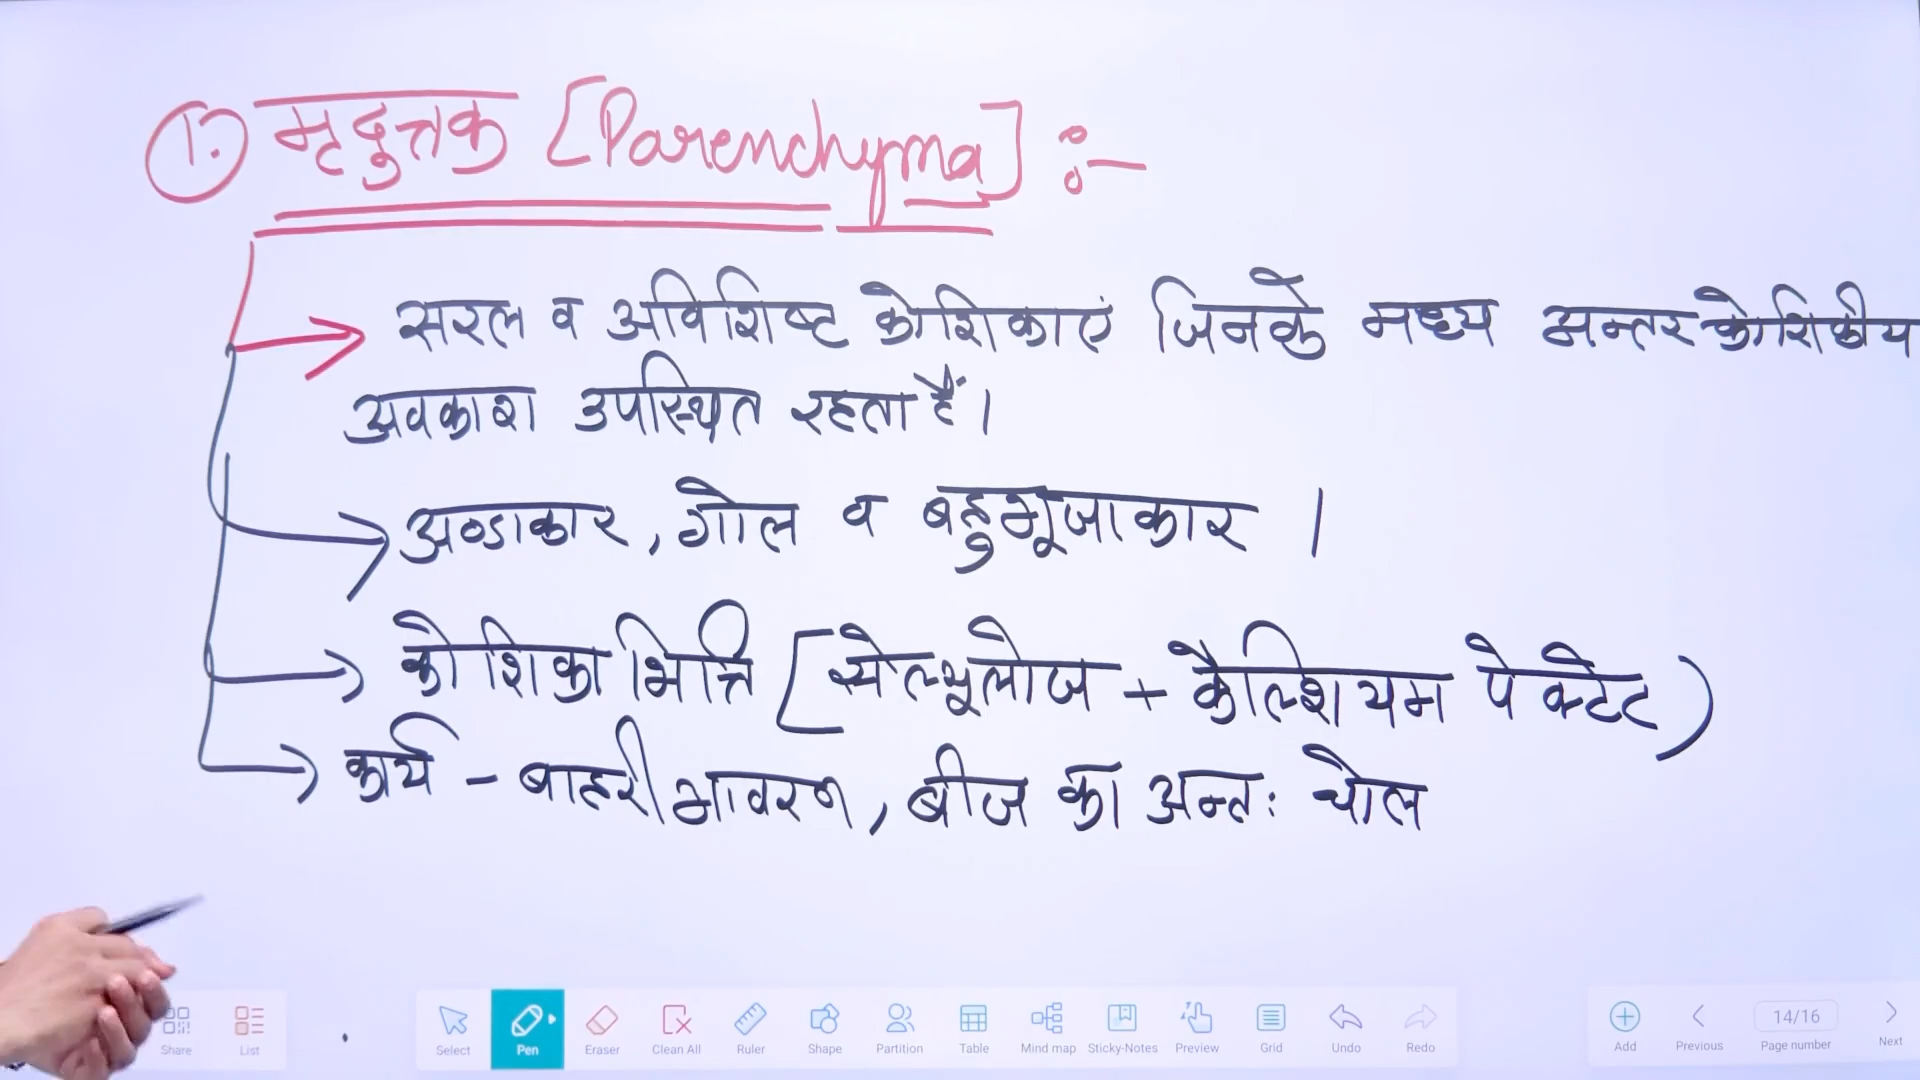 1. मृदुत्तक [Parenchyma] :-
सरल व अविशिष्ट कोशिकाएं जिनके मध्य अन्तरकोशिकीय
अवकाश उपस्थित रहता हैं।
अण्डाकार, गोल व बहुभूजाकार ।
कोशिका भित्ति [सेल्यूलोज + कैल्शियम पेक्टेट)
कार्य - बाहरी आवरण, बीज का अन्तः चोल
Share List Select Pen Eraser Clean All Ruler Shape Partition Table Mind map Sticky-Notes Preview Grid Undo Redo Add Previous 14/16 Page number Next